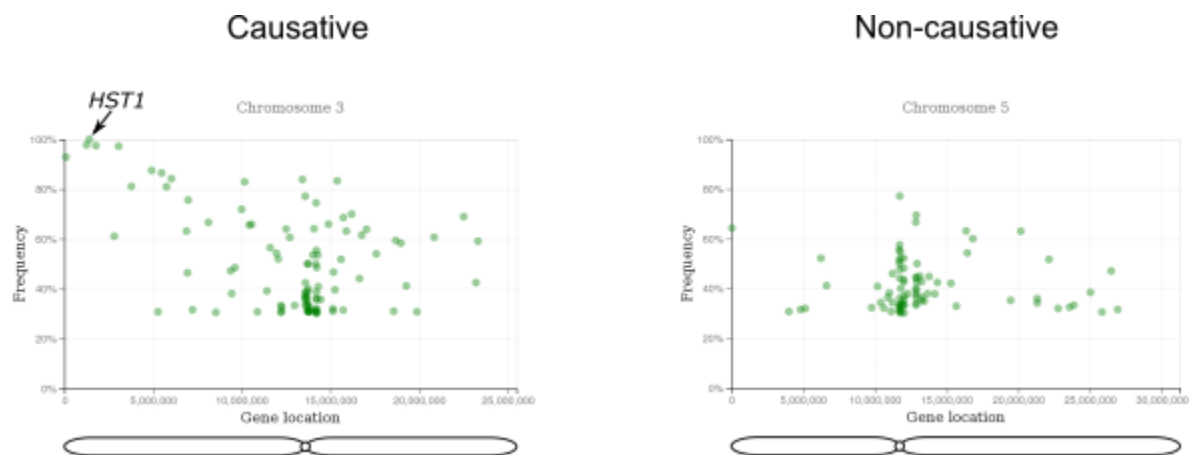 Causative
Non-causative
HST1
Chromosome 3
100%
80%
60%
40%
20%
0%
Frequency
0
5,000,000
10,000,000
15,000,000
20,000,000
25,000,000
Gene location
Chromosome 5
100%
80%
60%
40%
20%
0%
Frequency
0
5,000,000
10,000,000
15,000,000
20,000,000
25,000,000
30,000,000
Gene location